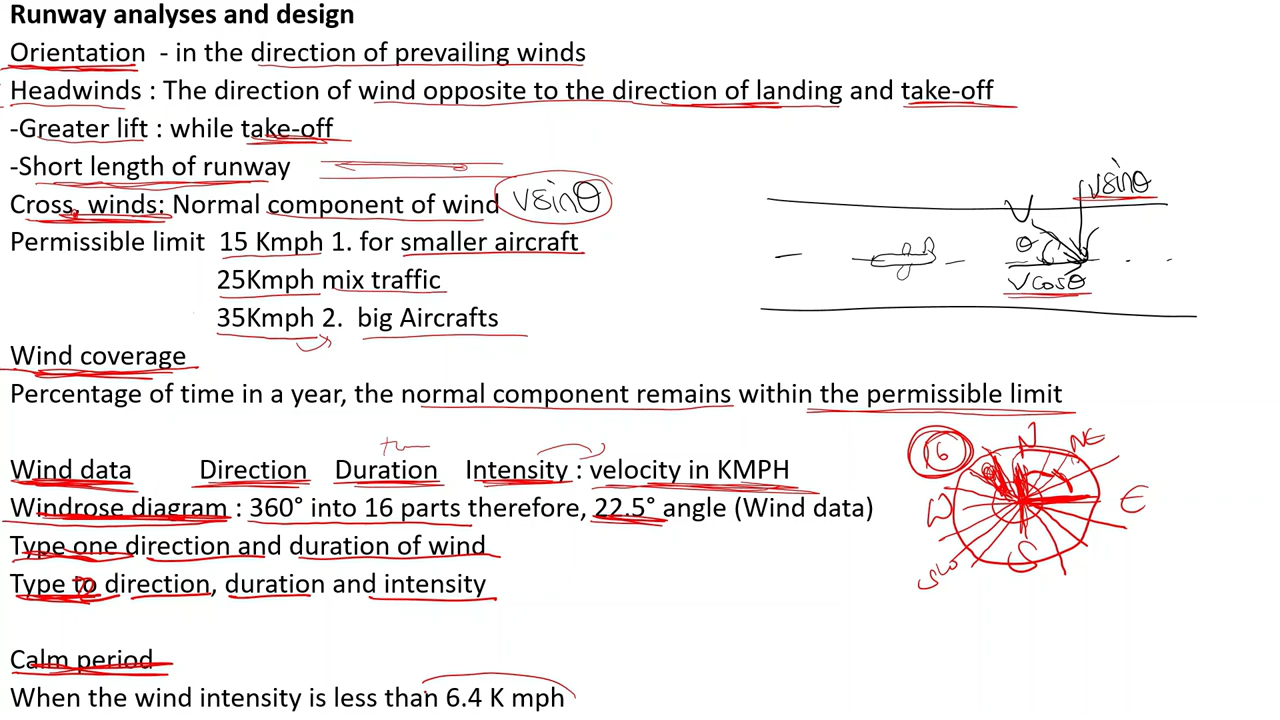 Runway analyses and design
Orientation - in the direction of prevailing winds
Headwinds : The direction of wind opposite to the direction of landing and take-off
-Greater lift : while take-off
-Short length of runway
Cross, winds: Normal component of wind Vsinθ
Permissible limit 15 Kmph 1. for smaller aircraft
25Kmph mix traffic
35Kmph 2. big Aircrafts
Vsinθ
V
θ
Vcosθ
Wind coverage
Percentage of time in a year, the normal component remains within the permissible limit
Wind data Direction Duration Intensity : velocity in KMPH
Windrose diagram : 360° into 16 parts therefore, 22.5° angle (Wind data)
Type one direction and duration of wind
Type to direction, duration and intensity
16
N
NE
W
E
SW
S
Calm period
When the wind intensity is less than 6.4 K mph